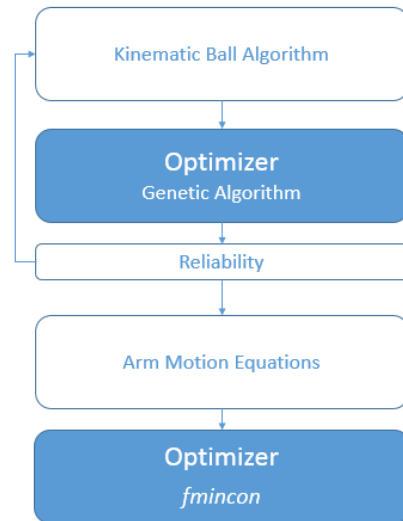 Kinematic Ball Algorithm
Optimizer
Genetic Algorithm
Reliability
Arm Motion Equations
Optimizer
fmincon